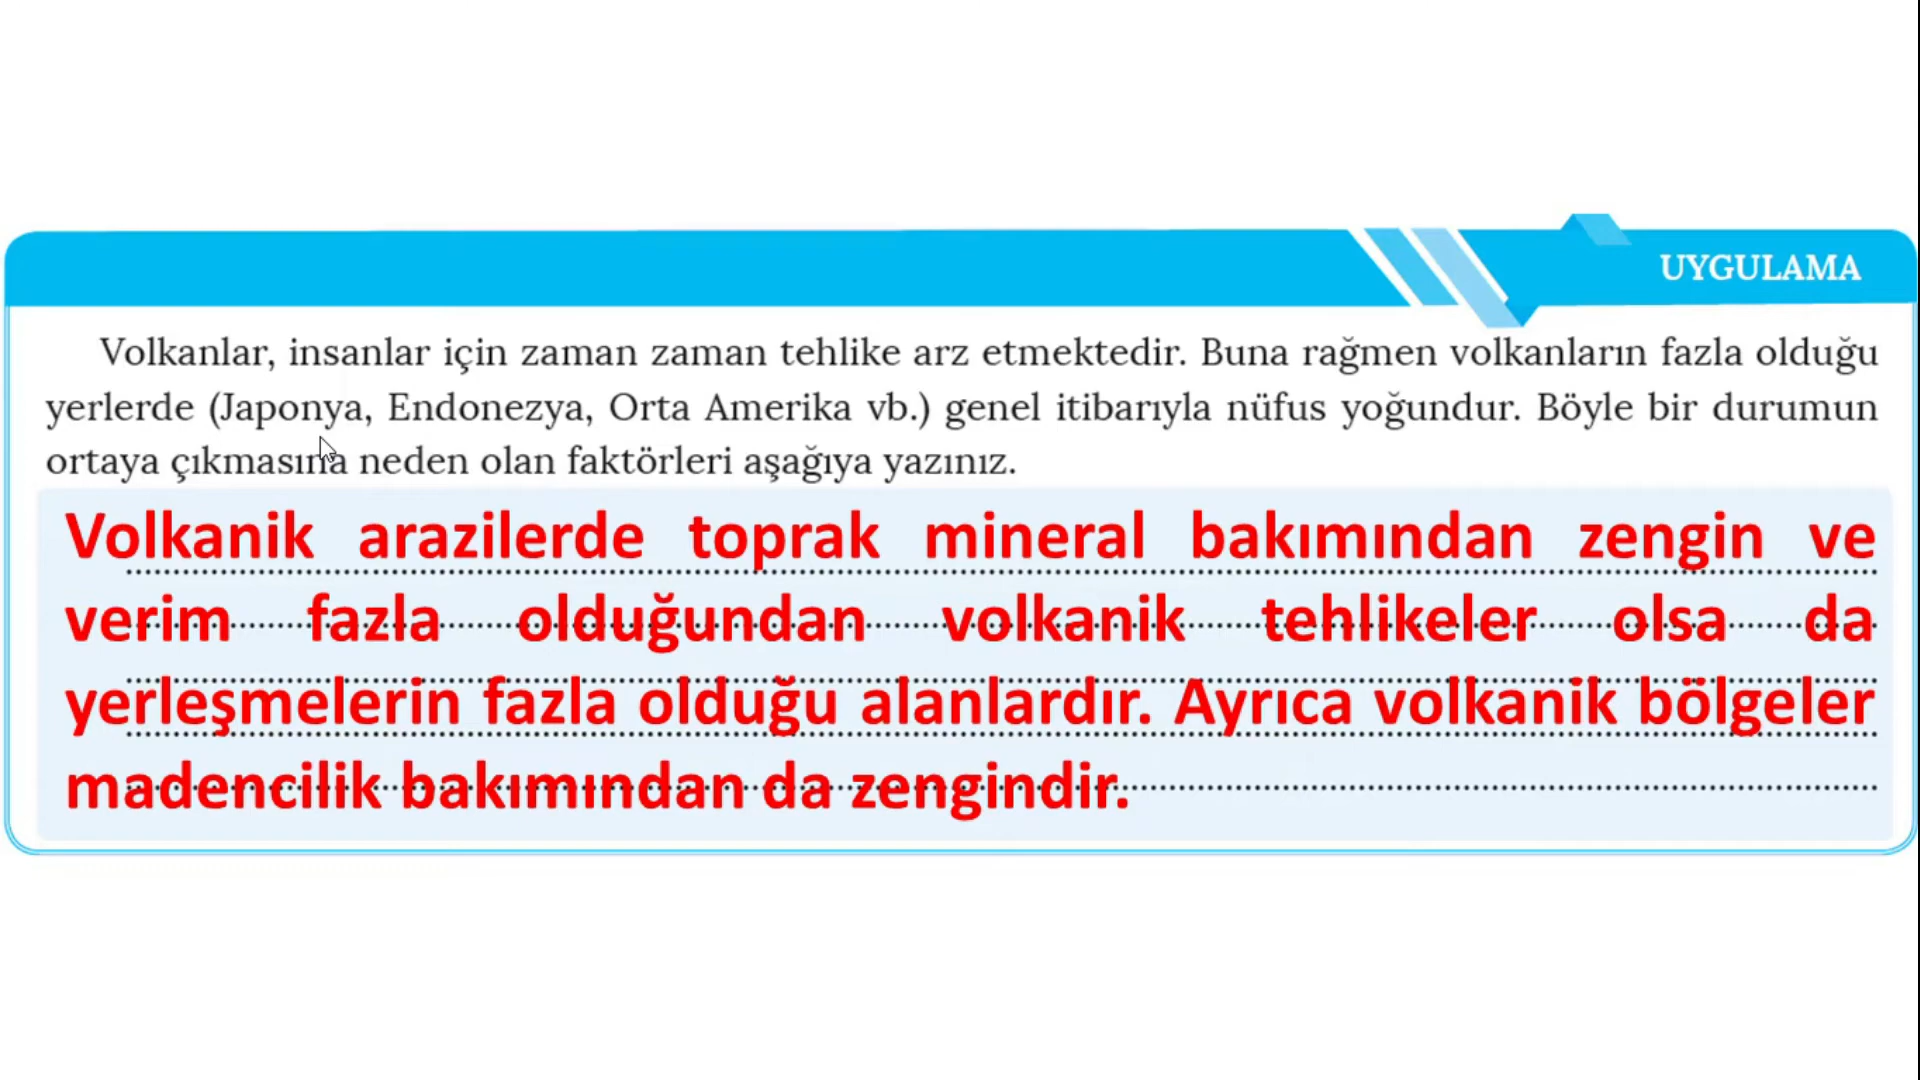 UYGULAMA
Volkanlar, insanlar için zaman zaman tehlike arz etmektedir. Buna rağmen volkanların fazla olduğu
yerlerde (Japonya, Endonezya, Orta Amerika vb.) genel itibarıyla nüfus yoğundur. Böyle bir durumun
ortaya çıkmasına neden olan faktörleri aşağıya yazınız.
Volkanik arazilerde toprak mineral bakımından zengin ve
verim fazla olduğundan volkanik tehlikeler olsa da
yerleşmelerin fazla olduğu alanlardır. Ayrıca volkanik bölgeler
madencilik bakımından da zengindir.